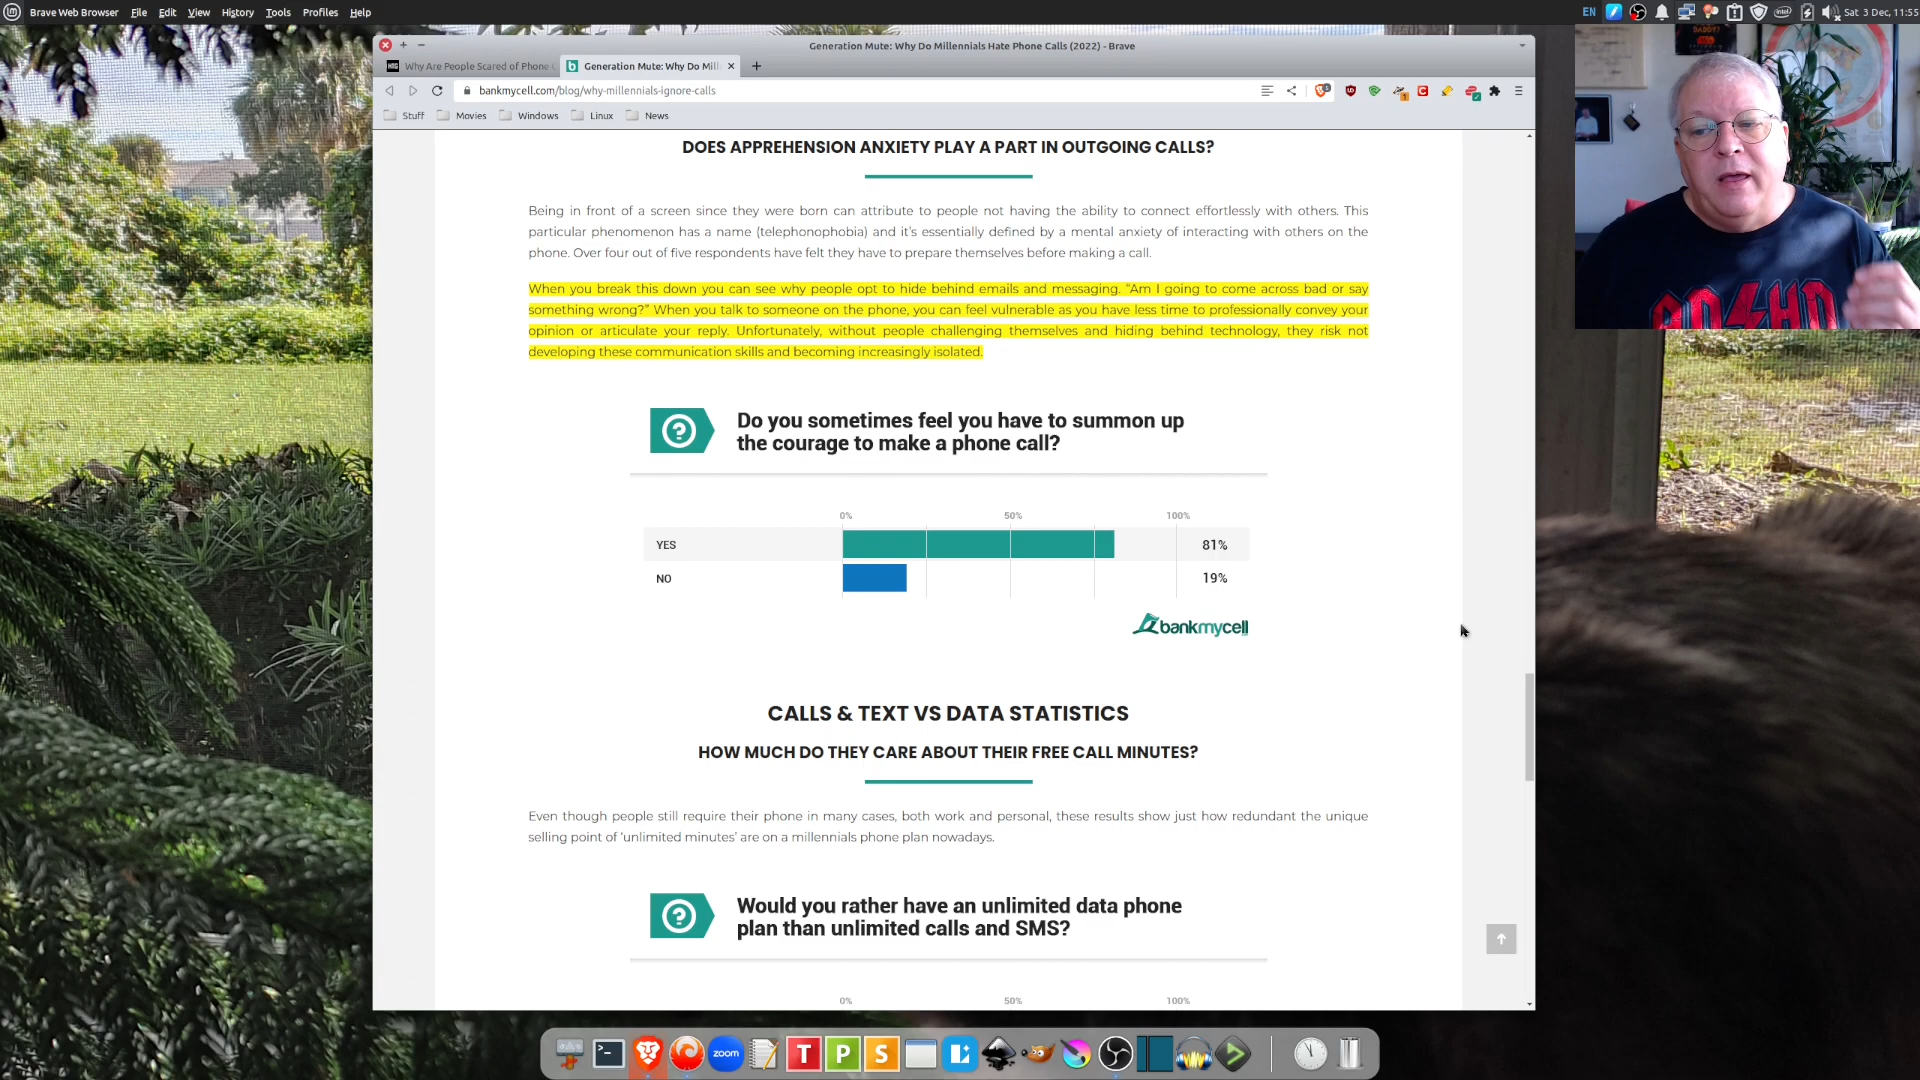 Brave Web Browser File Edit View History Tools Profiles Help
EN
Sat 3 Dec, 11:55
Generation Mute: Why Do Millennials Hate Phone Calls (2022) - Brave
Why Are People Scared of Phone
Generation Mute: Why Do Mill
bankmycell.com/blog/why-millennials-ignore-calls
Stuff Movies Windows Linux News
DOES APPREHENSION ANXIETY PLAY A PART IN OUTGOING CALLS?
Being in front of a screen since they were born can attribute to people not having the ability to connect effortlessly with others. This
particular phenomenon has a name (telephonophobia) and it's essentially defined by a mental anxiety of interacting with others on the
phone. Over four out of five respondents have felt they have to prepare themselves before making a call.
When you break this down you can see why people opt to hide behind emails and messaging. “Am I going to come across bad or say
something wrong?” When you talk to someone on the phone, you can feel vulnerable as you have less time to professionally convey your
opinion or articulate your reply. Unfortunately, without people challenging themselves and hiding behind technology, they risk not
developing these communication skills and becoming increasingly isolated.
Do you sometimes feel you have to summon up
the courage to make a phone call?
0% 50% 100%
YES 81%
NO 19%
bankmycell
CALLS & TEXT VS DATA STATISTICS
HOW MUCH DO THEY CARE ABOUT THEIR FREE CALL MINUTES?
Even though people still require their phone in many cases, both work and personal, these results show just how redundant the unique
selling point of ‘unlimited minutes’ are on a millennials phone plan nowadays.
Would you rather have an unlimited data phone
plan than unlimited calls and SMS?
0% 50% 100%
zoom T P S